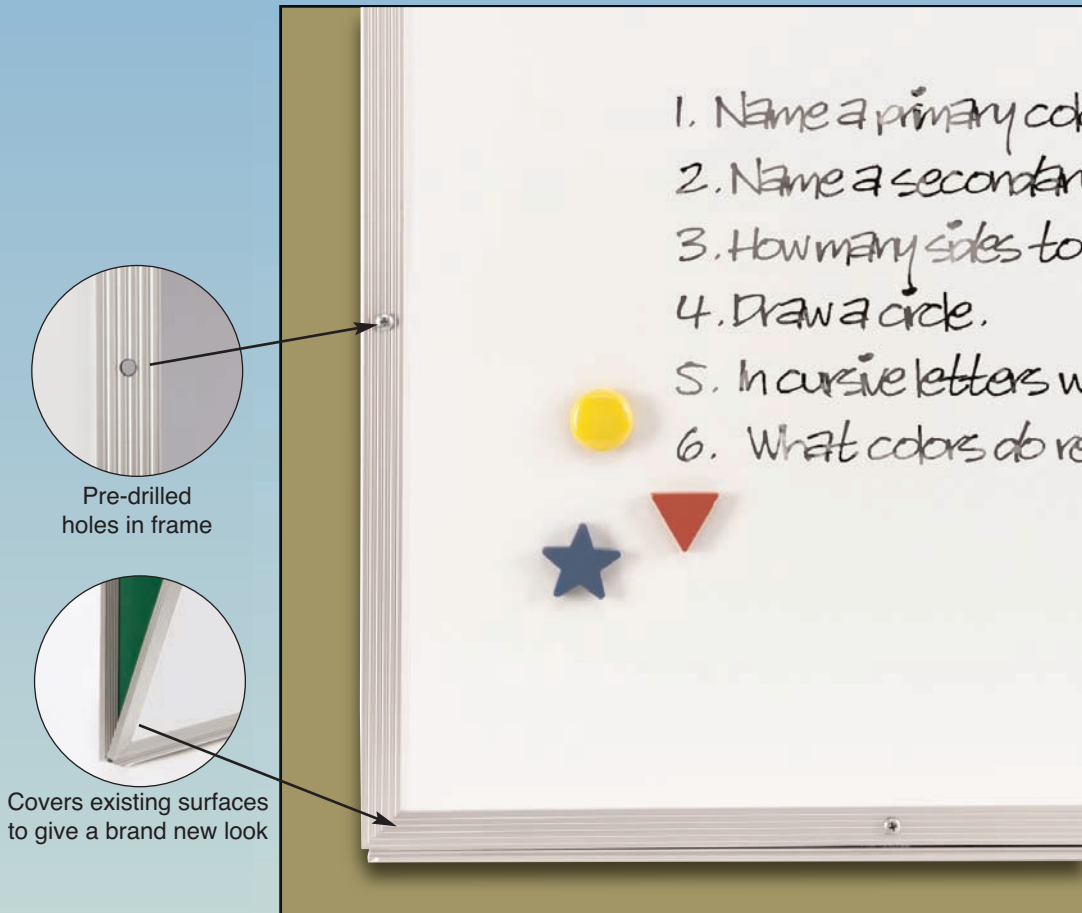 1. Name a primary col
2. Name a secondar
3. How many sides to
4. Draw a circle.
5. In cursive letters w
6. What colors do re
Pre-drilled
holes in frame
Covers existing surfaces
to give a brand new look